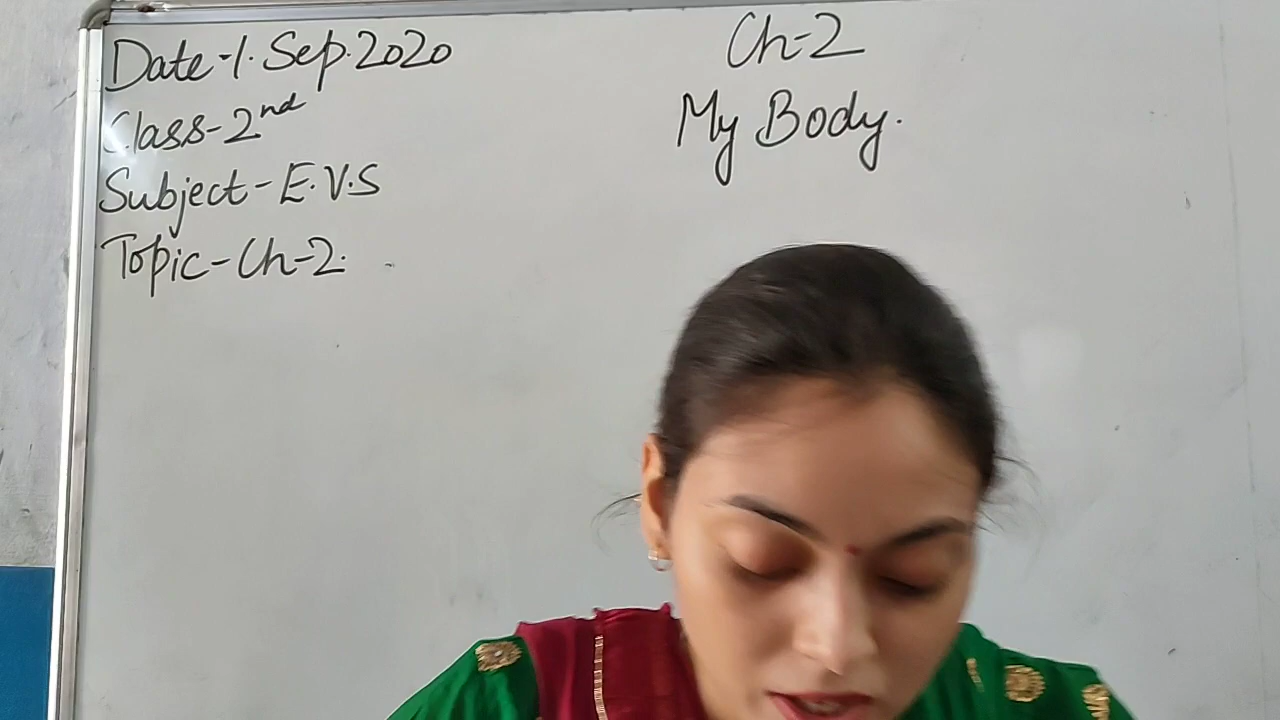 Date-1.Sep.2020
Class-2nd
Subject-E.V.S
Topic-Ch-2.
Ch-2
My Body.